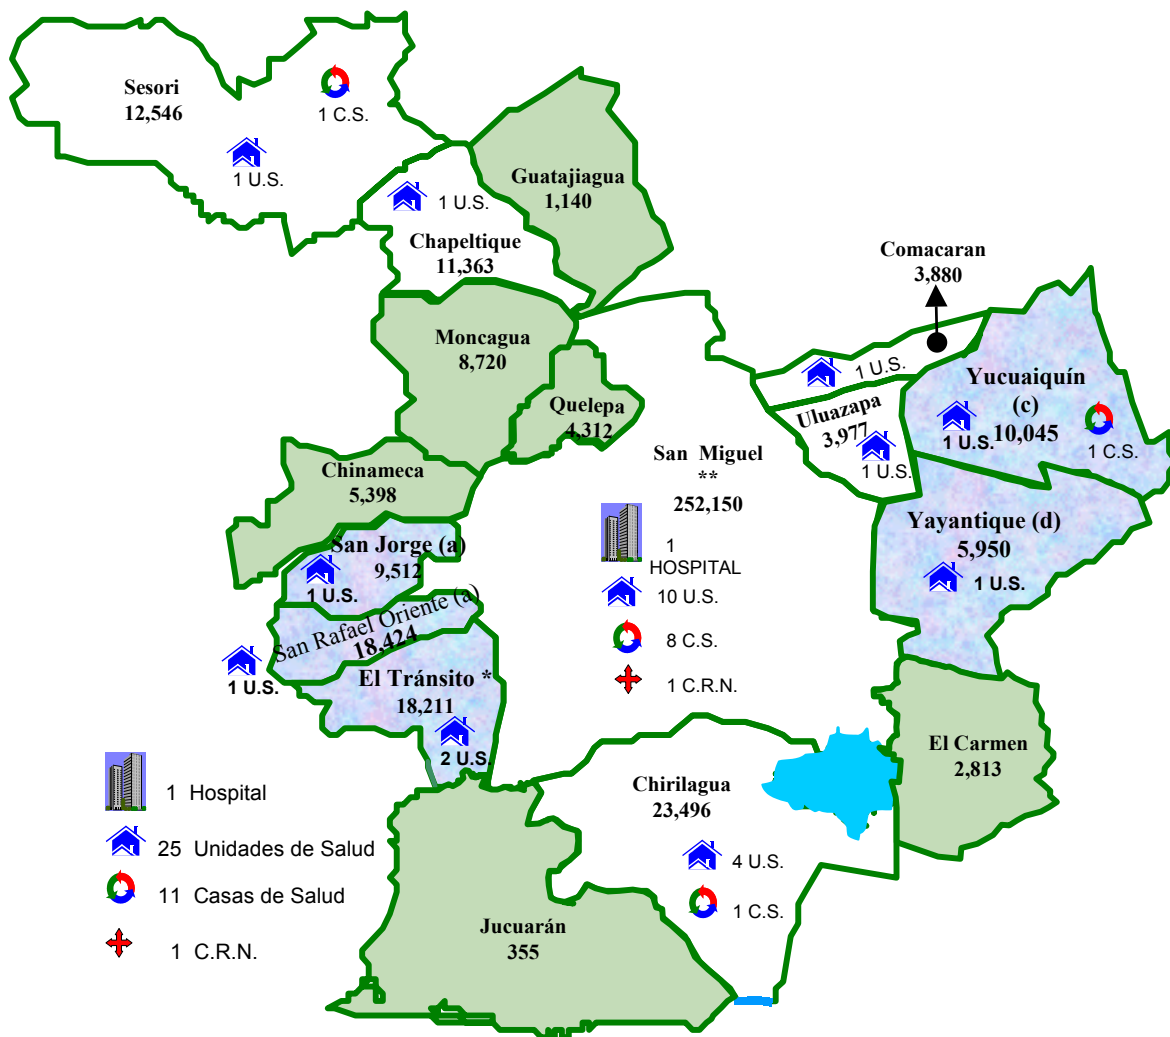 Sesori
12,546
1 C.S.
1 U.S.
1 U.S.
Chapeltique
11,363
Guatajiagua
1,140
Comacaran
3,880
1 U.S.
Moncagua
8,720
Quelepa
4,312
Yucuaiquín
(c)
10,045
1 U.S.
1 C.S.
Uluazapa
3,977
1 U.S.
San Miguel
**
252,150
1
HOSPITAL
10 U.S.
8 C.S.
1 C.R.N.
Chinameca
5,398
San Jorge (a)
9,512
1 U.S.
Yayantique (d)
5,950
1 U.S.
San Rafael Oriente (a)
18,424
1 U.S.
El Tránsito *
18,211
2 U.S.
El Carmen
2,813
Chirilagua
23,496
4 U.S.
1 C.S.
Jucuarán
355
1 Hospital
25 Unidades de Salud
11 Casas de Salud
1 C.R.N.